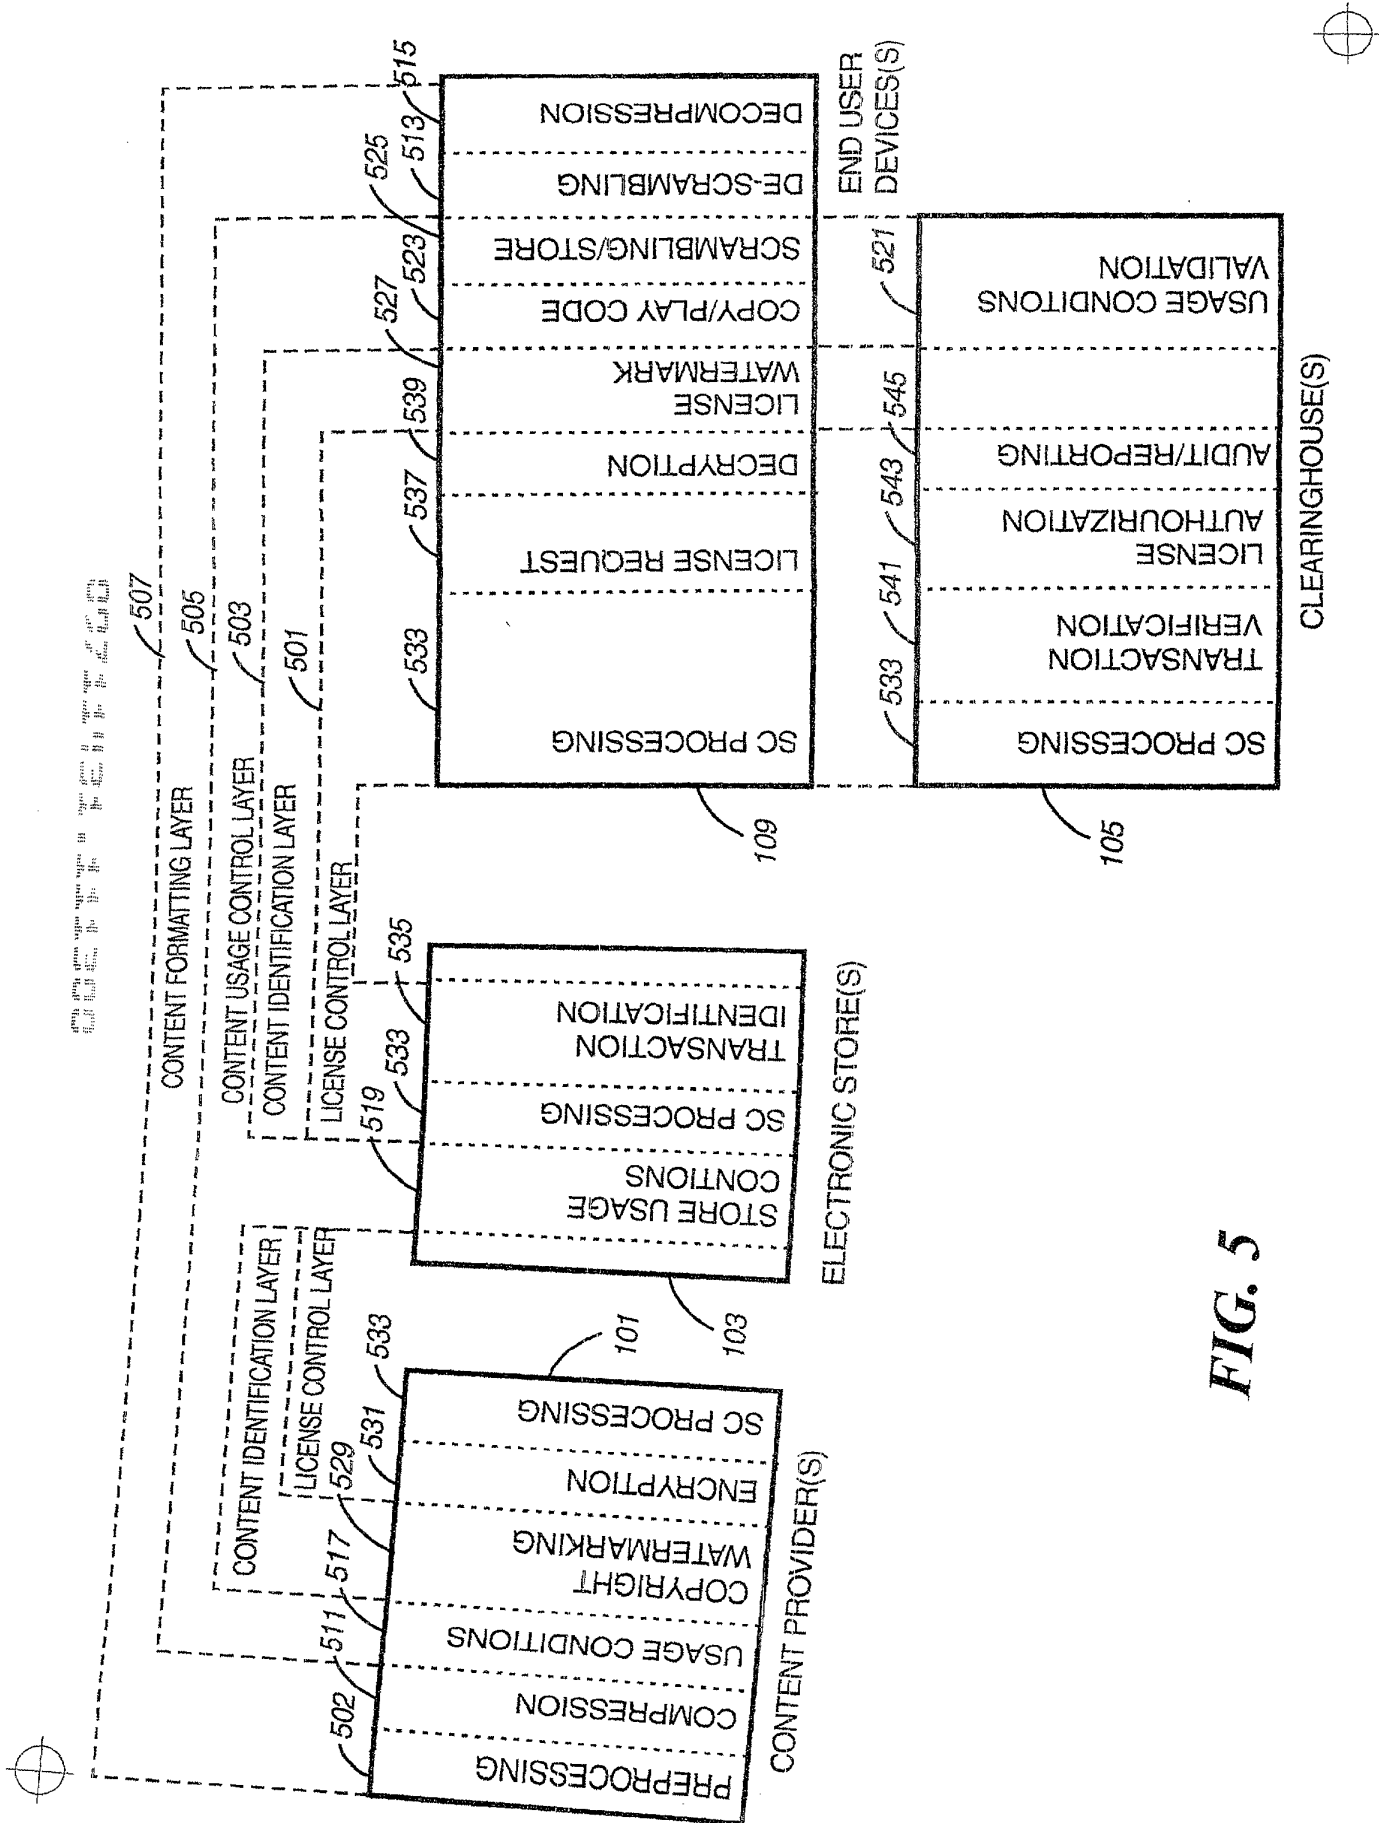 507
CONTENT FORMATTING LAYER
505
CONTENT USAGE CONTROL LAYER
503
CONTENT IDENTIFICATION LAYER
501
LICENSE CONTROL LAYER
CONTENT IDENTIFICATION LAYER
LICENSE CONTROL LAYER
502
511
517
529
531
533
PREPROCESSING
COMPRESSION
USAGE CONDITIONS
COPYRIGHT
WATERMARKING
ENCRYPTION
SC PROCESSING
101
CONTENT PROVIDER(S)
519
533
535
STORE USAGE
CONTIONS
SC PROCESSING
TRANSACTION
IDENTIFICATION
103
ELECTRONIC STORE(S)
533
537
539
527
523
525
513
515
SC PROCESSING
LICENSE REQUEST
DECRYPTION
LICENSE
WATERMARK
COPY/PLAY CODE
SCRAMBLING/STORE
DE-SCRAMBLING
DECOMPRESSION
109
END USER
DEVICES(S)
533
541
543
545
521
SC PROCESSING
TRANSACTION
VERIFICATION
LICENSE
AUTHOURIZATION
AUDIT/REPORTING
USAGE CONDITONS
VALIDATION
105
CLEARINGHOUSE(S)
FIG. 5